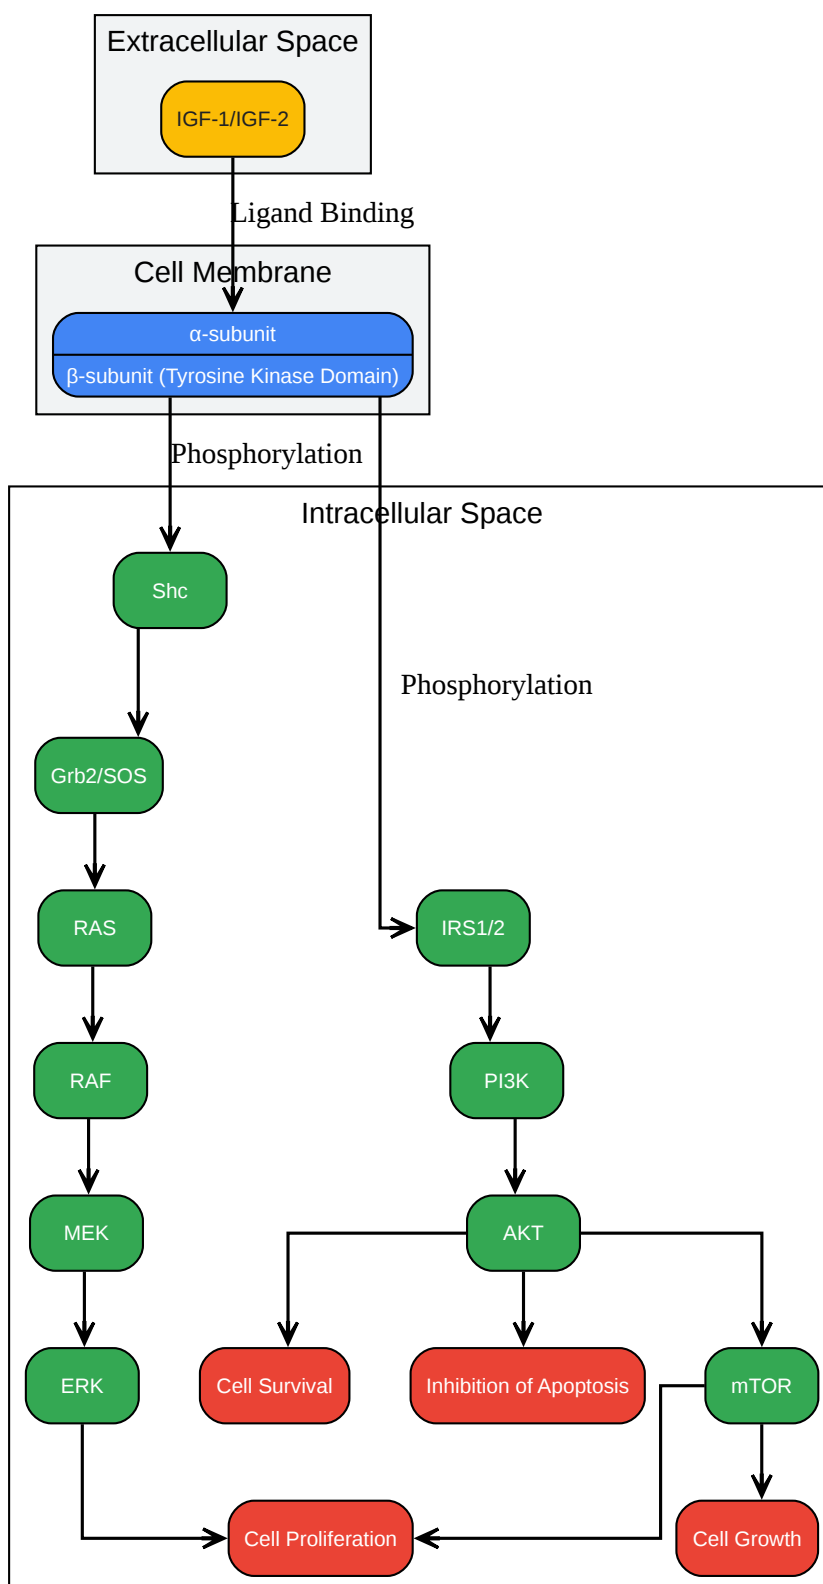 Extracellular Space
IGF-1/IGF-2
Ligand Binding
Cell Membrane
α-subunit
β-subunit (Tyrosine Kinase Domain)
Phosphorylation
Intracellular Space
Shc
Phosphorylation
Grb2/SOS
RAS
IRS1/2
RAF
PI3K
MEK
AKT
ERK
Cell Survival
Inhibition of Apoptosis
mTOR
Cell Proliferation
Cell Growth